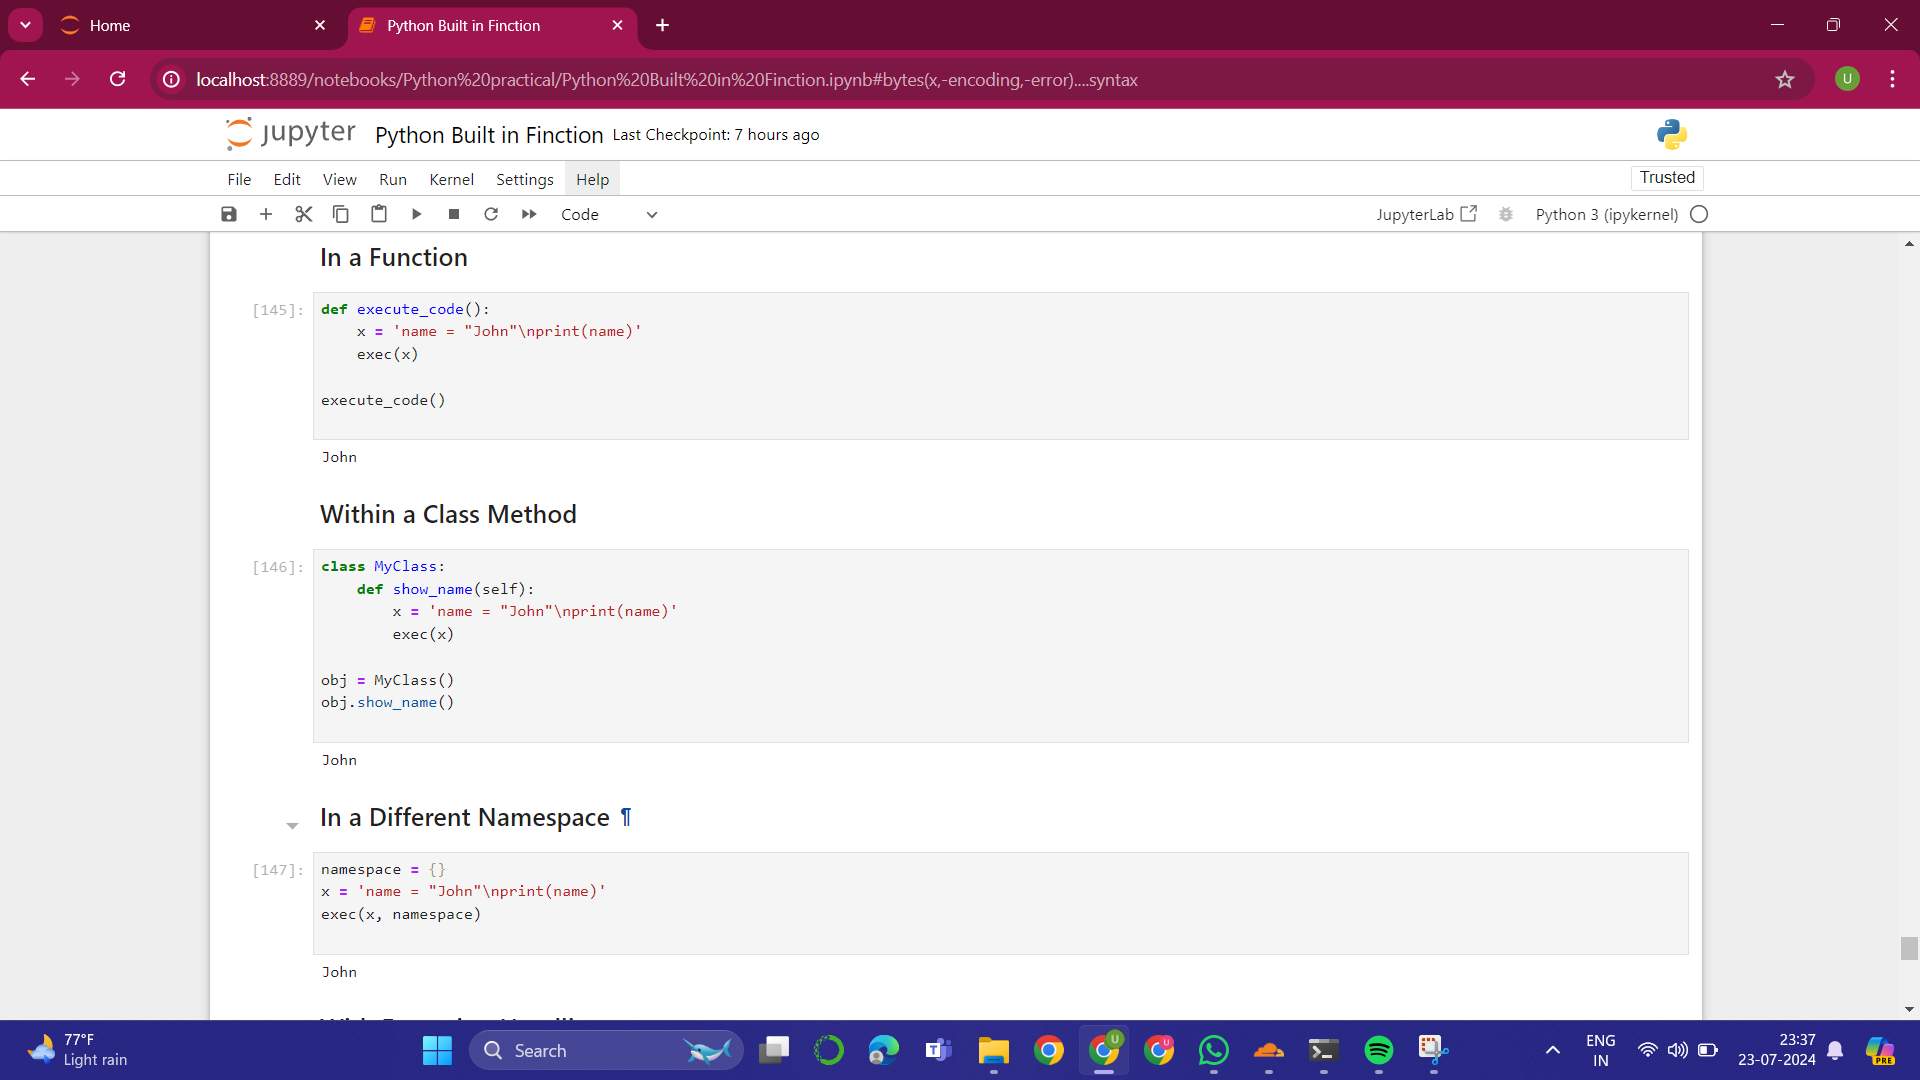 Home
Python Built in Finction
localhost:8889/notebooks/Python%20practical/Python%20Built%20in%20Finction.ipynb#bytes(x,-encoding,-error)....syntax
U
jupyter Python Built in Finction Last Checkpoint: 7 hours ago
File Edit View Run Kernel Settings Help
Trusted
Code
JupyterLab
Python 3 (ipykernel)
In a Function
[145]:
def execute_code():
    x = 'name = "John"\nprint(name)'
    exec(x)
execute_code()
John
Within a Class Method
[146]:
class MyClass:
    def show_name(self):
        x = 'name = "John"\nprint(name)'
        exec(x)
obj = MyClass()
obj.show_name()
John
In a Different Namespace ¶
[147]:
namespace = {}
x = 'name = "John"\nprint(name)'
exec(x, namespace)
John
77°F
Light rain
Search
U
U
ENG
IN
23:37
23-07-2024
PRE